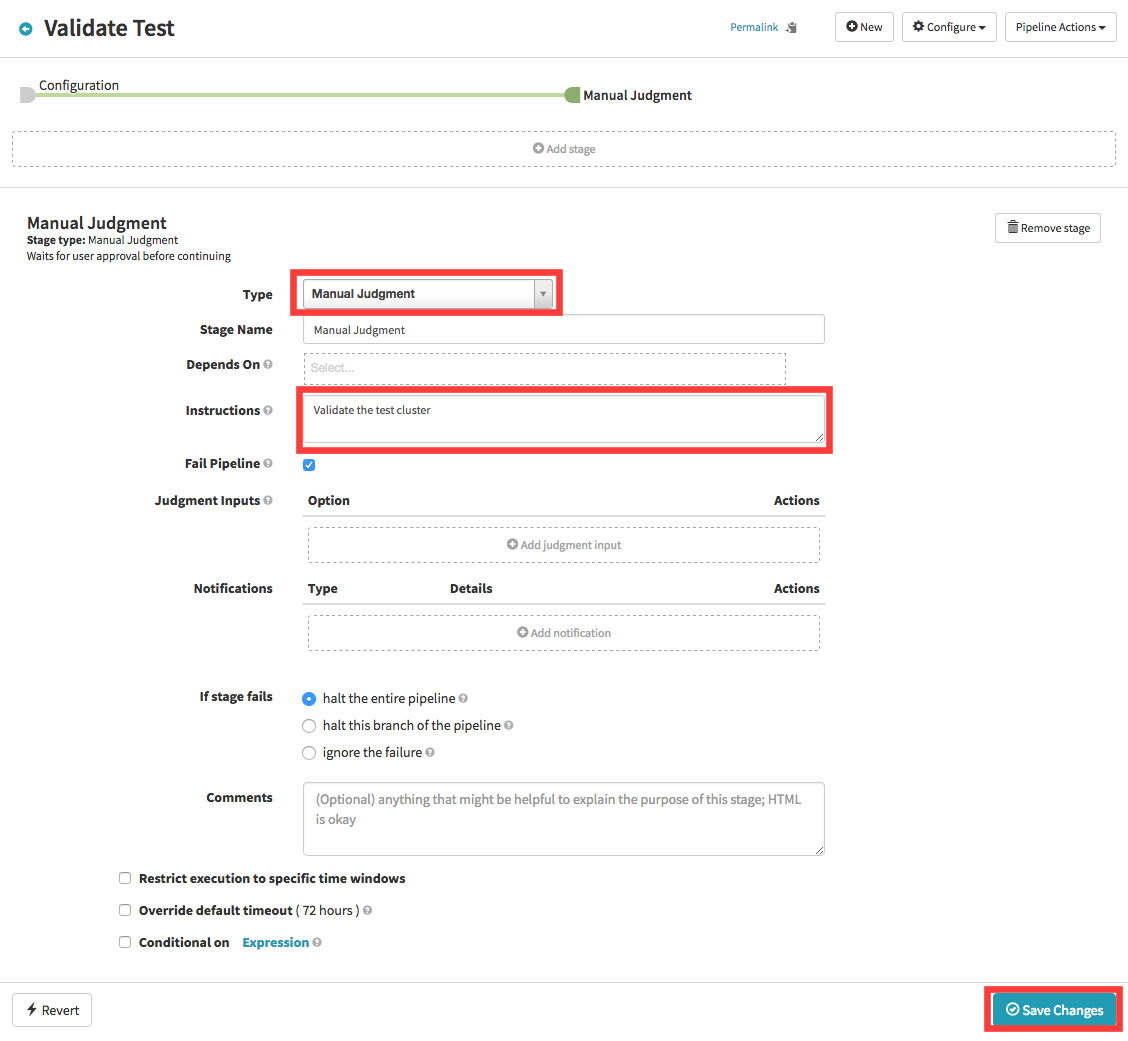 Validate Test
Permalink
New
Configure
Pipeline Actions
Configuration
Manual Judgment
Add stage
Manual Judgment
Remove stage
Stage type: Manual Judgment
Waits for user approval before continuing
Type
Manual Judgment
Stage Name
Manual Judgment
Depends On
Select...
Instructions
Validate the test cluster
Fail Pipeline
Judgment Inputs
Option
Actions
Add judgment input
Notifications
Type
Details
Actions
Add notification
If stage fails
halt the entire pipeline
halt this branch of the pipeline
ignore the failure
Comments
(Optional) anything that might be helpful to explain the purpose of this stage; HTML
is okay
Restrict execution to specific time windows
Override default timeout ( 72 hours )
Conditional on Expression
Revert
Save Changes